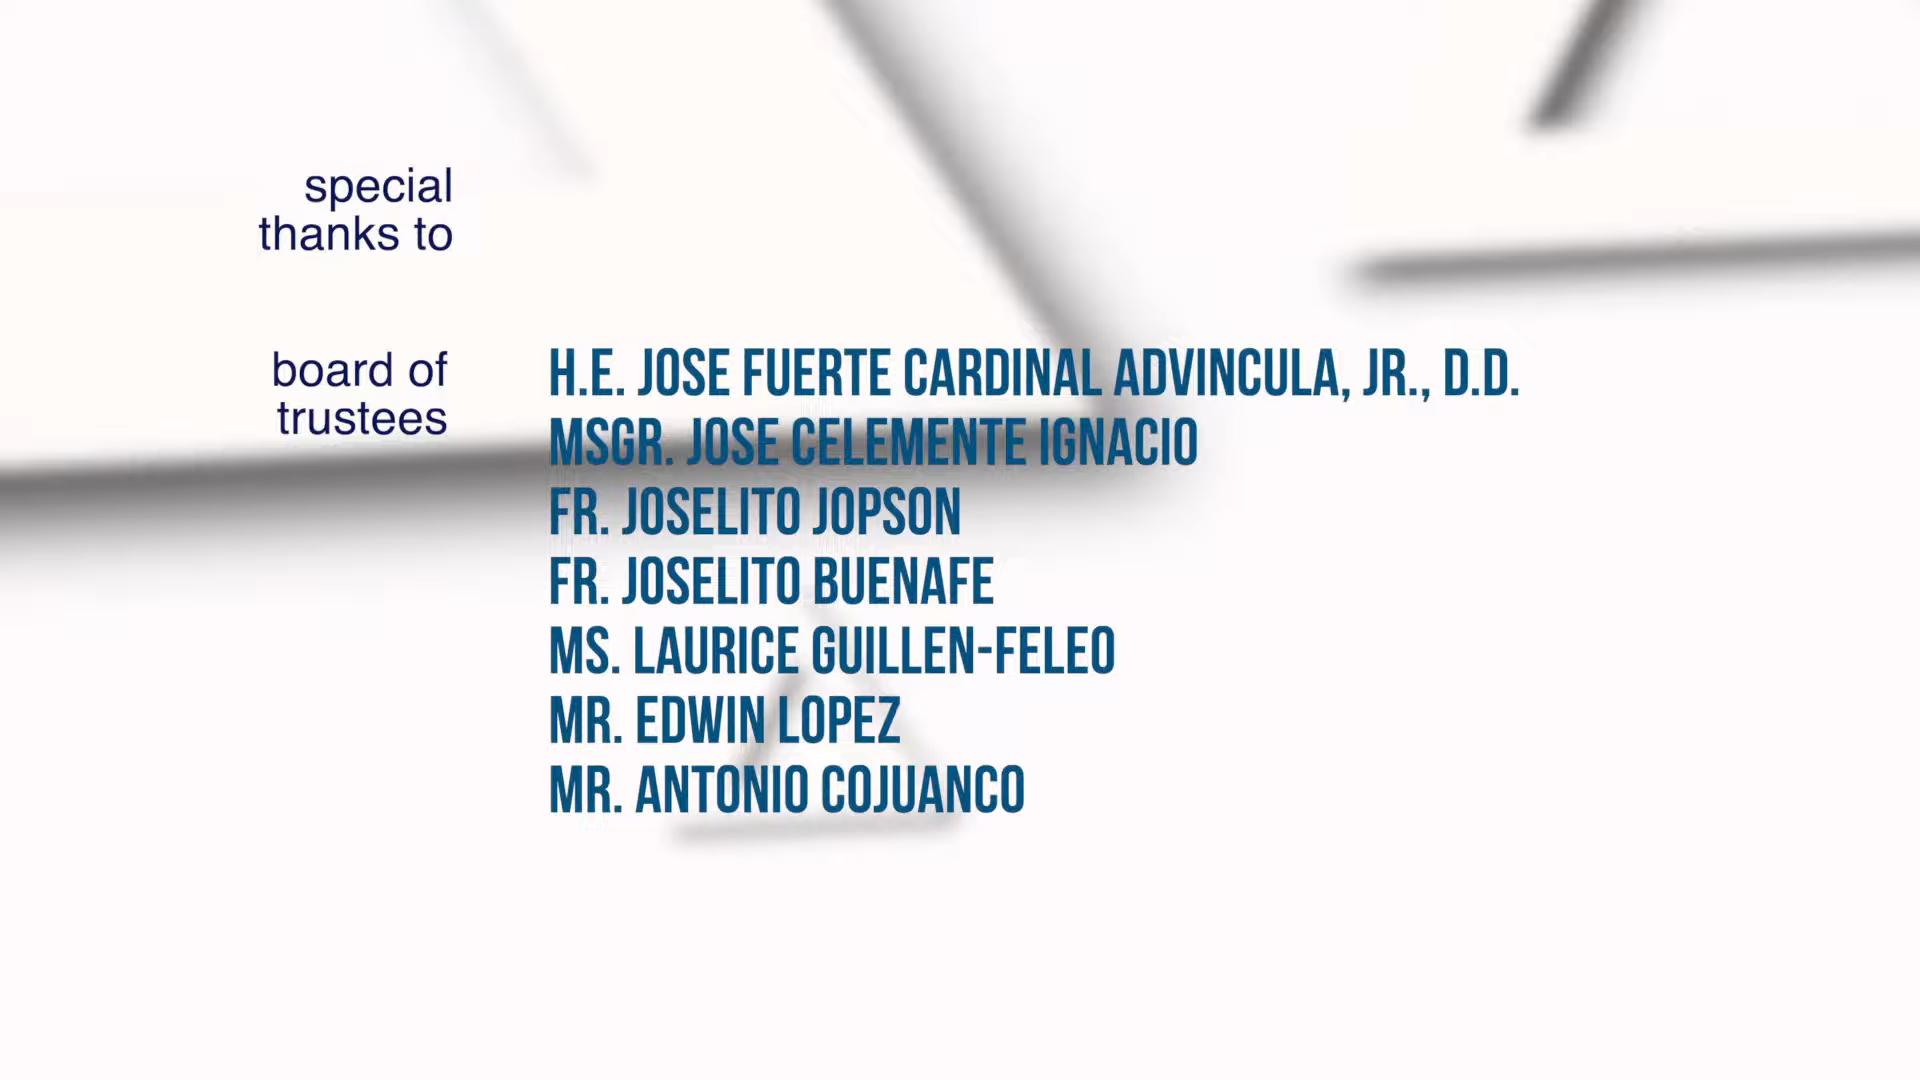 special
thanks to
board of
trustees
H.E. JOSE FUERTE CARDINAL ADVINCULA, JR., D.D.
MSGR. JOSE CELEMENTE IGNACIO
FR. JOSELITO JOPSON
FR. JOSELITO BUENAFE
MS. LAURICE GUILLEN-FELEO
MR. EDWIN LOPEZ
MR. ANTONIO COJUANCO